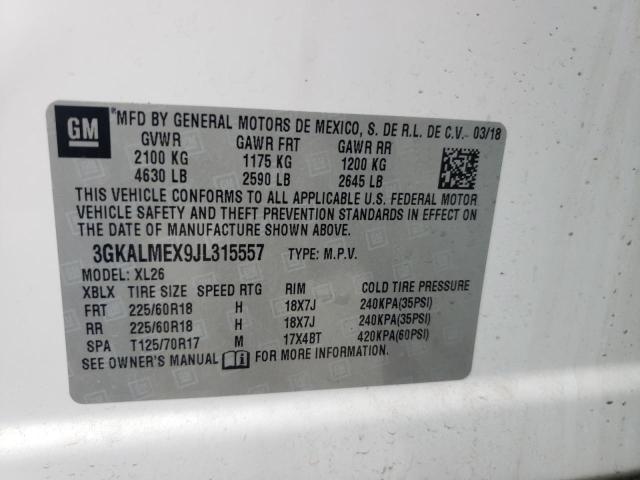 GM
*MFD BY GENERAL MOTORS DE MEXICO, S. DE R.L. DE C.V. 03/18
GVWR GAWR FRT GAWR RR
2100 KG 1175 KG 1200 KG
4630 LB 2590 LB 2645 LB
THIS VEHICLE CONFORMS TO ALL APPLICABLE U.S. FEDERAL MOTOR
VEHICLE SAFETY AND THEFT PREVENTION STANDARDS IN EFFECT ON
THE DATE OF MANUFACTURE SHOWN ABOVE.
3GKALMEX9JL315557 TYPE: M.P.V.
MODEL: XL26
XBLX TIRE SIZE SPEED RTG RIM COLD TIRE PRESSURE
FRT 225/60R18 H 18X7J 240KPA(35PSI)
RR 225/60R18 H 18X7J 240KPA(35PSI)
SPA T125/70R17 M 17X4BT 420KPA(60PSI)
SEE OWNER'S MANUAL FOR MORE INFORMATION